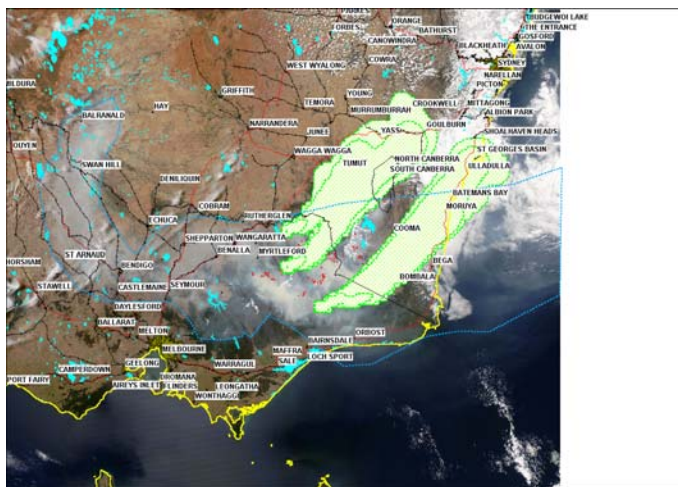 PARKES
ORANGE
BUDGEWOI LAKE
FORBES
BATHURST
THE ENTRANCE
CANOWINDRA
GOSFORD
BLACKHEATH
AVALON
COWRA
SYDNEY
WEST WYALONG
NARELLAN
PICTON
MILDURA
GRIFFITH
YOUNG
TEMORA
CROOKWELL
MITTAGONG
HAY
MURRUMBURRAH
ALBION PARK
BALRANALD
NARRANDERA
GOULBURN
JUNEE
YASS
SHOALHAVEN HEADS
OUYEN
WAGGA WAGGA
NORTH CANBERRA
ST GEORGES BASIN
SWAN HILL
TUMUT
SOUTH CANBERRA
ULLADULLA
DENILIQUIN
BATEMANS BAY
COBRAM
MORUYA
ECHUCA
RUTHERGLEN
COOMA
SHEPPARTON
WANGARATTA
ST ARNAUD
BENALLA
MYRTLEFORD
HORSHAM
BENDIGO
BEGA
STAWELL
CASTLEMAINE
SEYMOUR
BOMBALA
DAYLESFORD
BALLARAT
MELTON
ORBOST
BAIRNSDALE
MELBOURNE
MAFFRA
LOCH SPORT
GEELONG
SALE
CAMPERDOWN
WARRAGUL
DROMANA
PORT FAIRY
AIREYS INLET
FLINDERS
LEONGATHA
WONTHAGGI